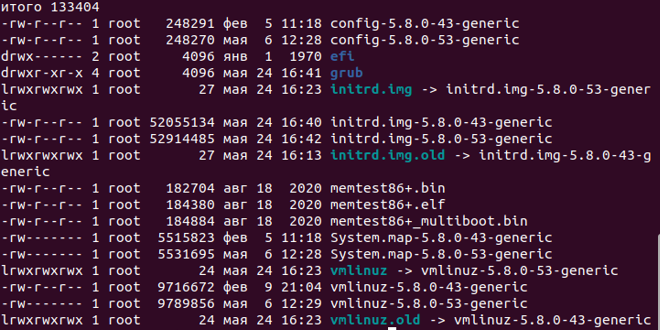 итого 133404
-rw-r--r-- 1 root   248291 фев  5 11:18 config-5.8.0-43-generic
-rw-r--r-- 1 root   248270 мая  6 12:28 config-5.8.0-53-generic
drwx------ 2 root     4096 янв  1  1970 efi
drwxr-xr-x 4 root     4096 мая 24 16:41 grub
lrwxrwxrwx 1 root       27 мая 24 16:23 initrd.img -> initrd.img-5.8.0-53-gener
ic
-rw-r--r-- 1 root 52055134 мая 24 16:40 initrd.img-5.8.0-43-generic
-rw-r--r-- 1 root 52914485 мая 24 16:42 initrd.img-5.8.0-53-generic
lrwxrwxrwx 1 root       27 мая 24 16:13 initrd.img.old -> initrd.img-5.8.0-43-g
eneric
-rw-r--r-- 1 root   182704 авг 18  2020 memtest86+.bin
-rw-r--r-- 1 root   184380 авг 18  2020 memtest86+.elf
-rw-r--r-- 1 root   184884 авг 18  2020 memtest86+_multiboot.bin
-rw------- 1 root  5515823 фев  5 11:18 System.map-5.8.0-43-generic
-rw------- 1 root  5531695 мая  6 12:28 System.map-5.8.0-53-generic
lrwxrwxrwx 1 root       24 мая 24 16:23 vmlinuz -> vmlinuz-5.8.0-53-generic
-rw-r--r-- 1 root  9716672 фев  9 21:04 vmlinuz-5.8.0-43-generic
-rw------- 1 root  9789856 мая  6 12:29 vmlinuz-5.8.0-53-generic
lrwxrwxrwx 1 root       24 мая 24 16:23 vmlinuz.old -> vmlinuz-5.8.0-43-generic